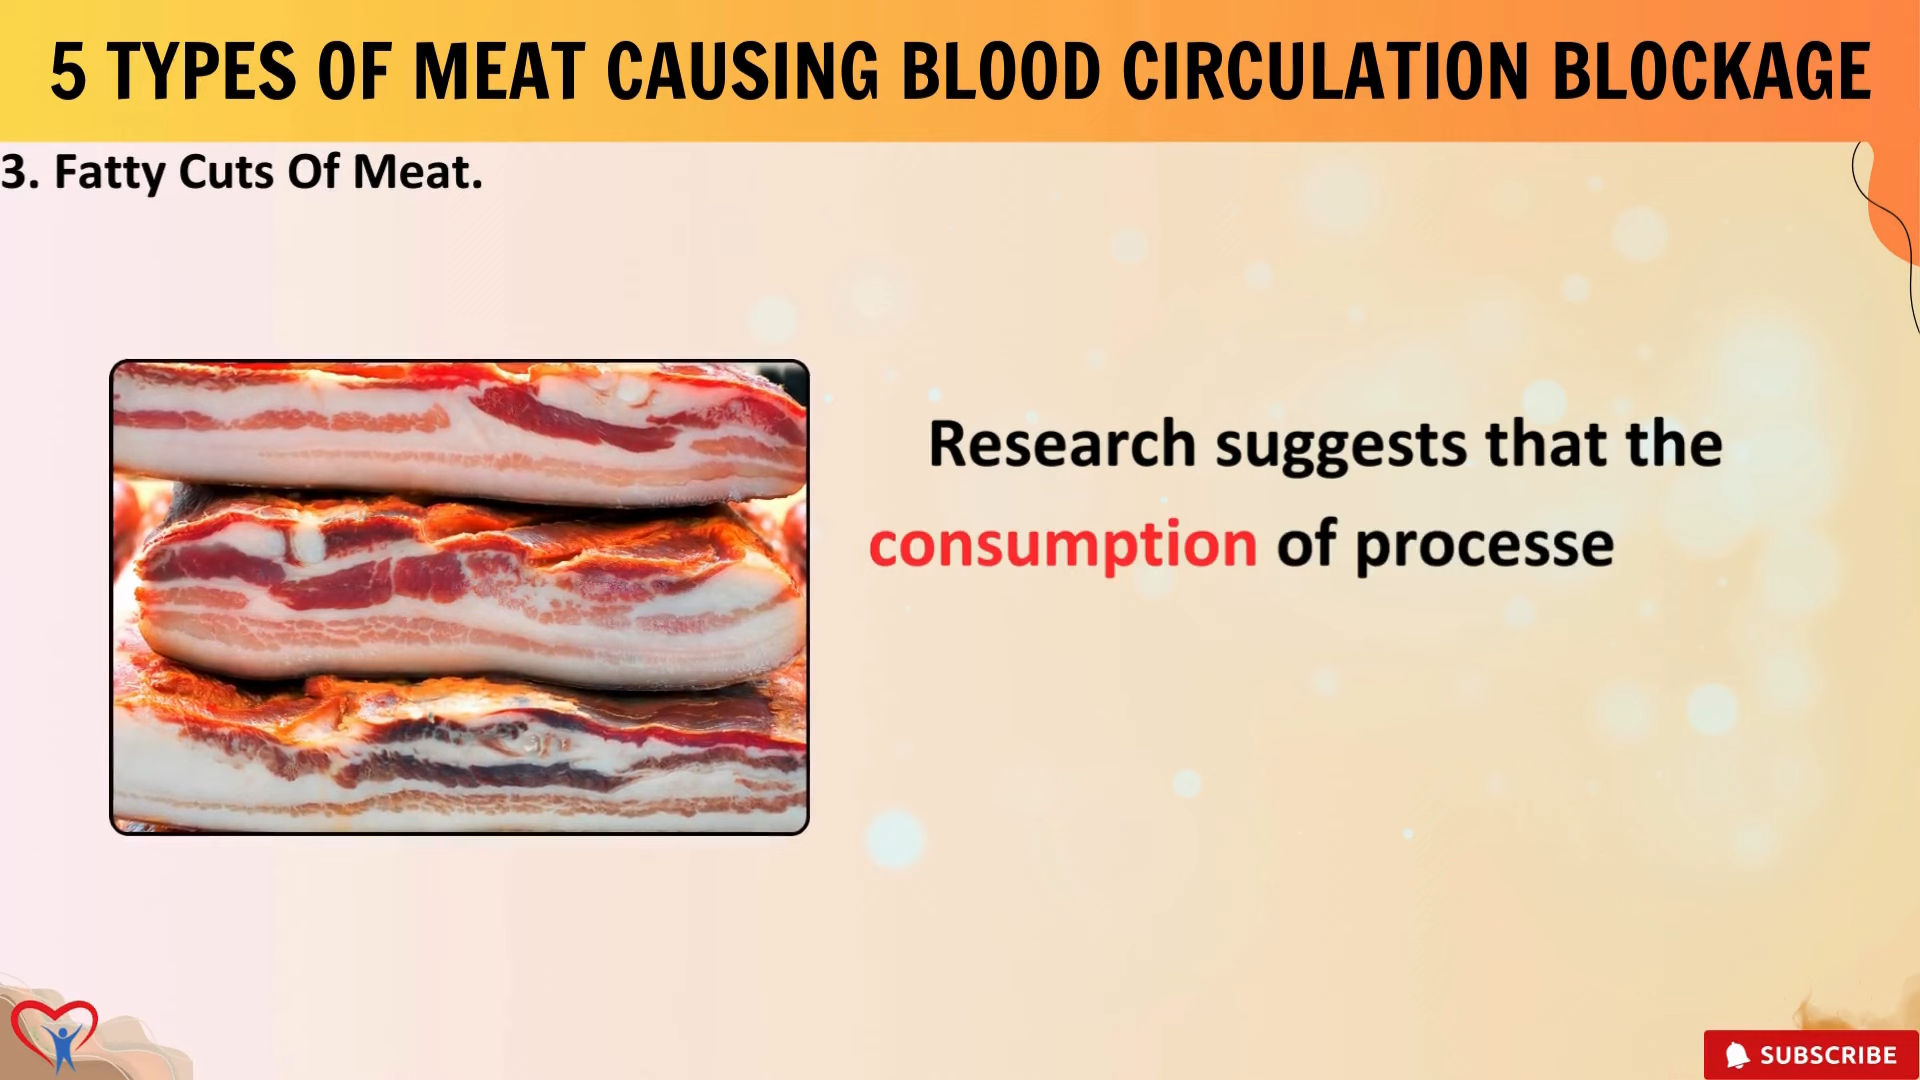 5 TYPES OF MEAT CAUSING BLOOD CIRCULATION BLOCKAGE
3. Fatty Cuts Of Meat.
Research suggests that the
consumption of processe
SUBSCRIBE